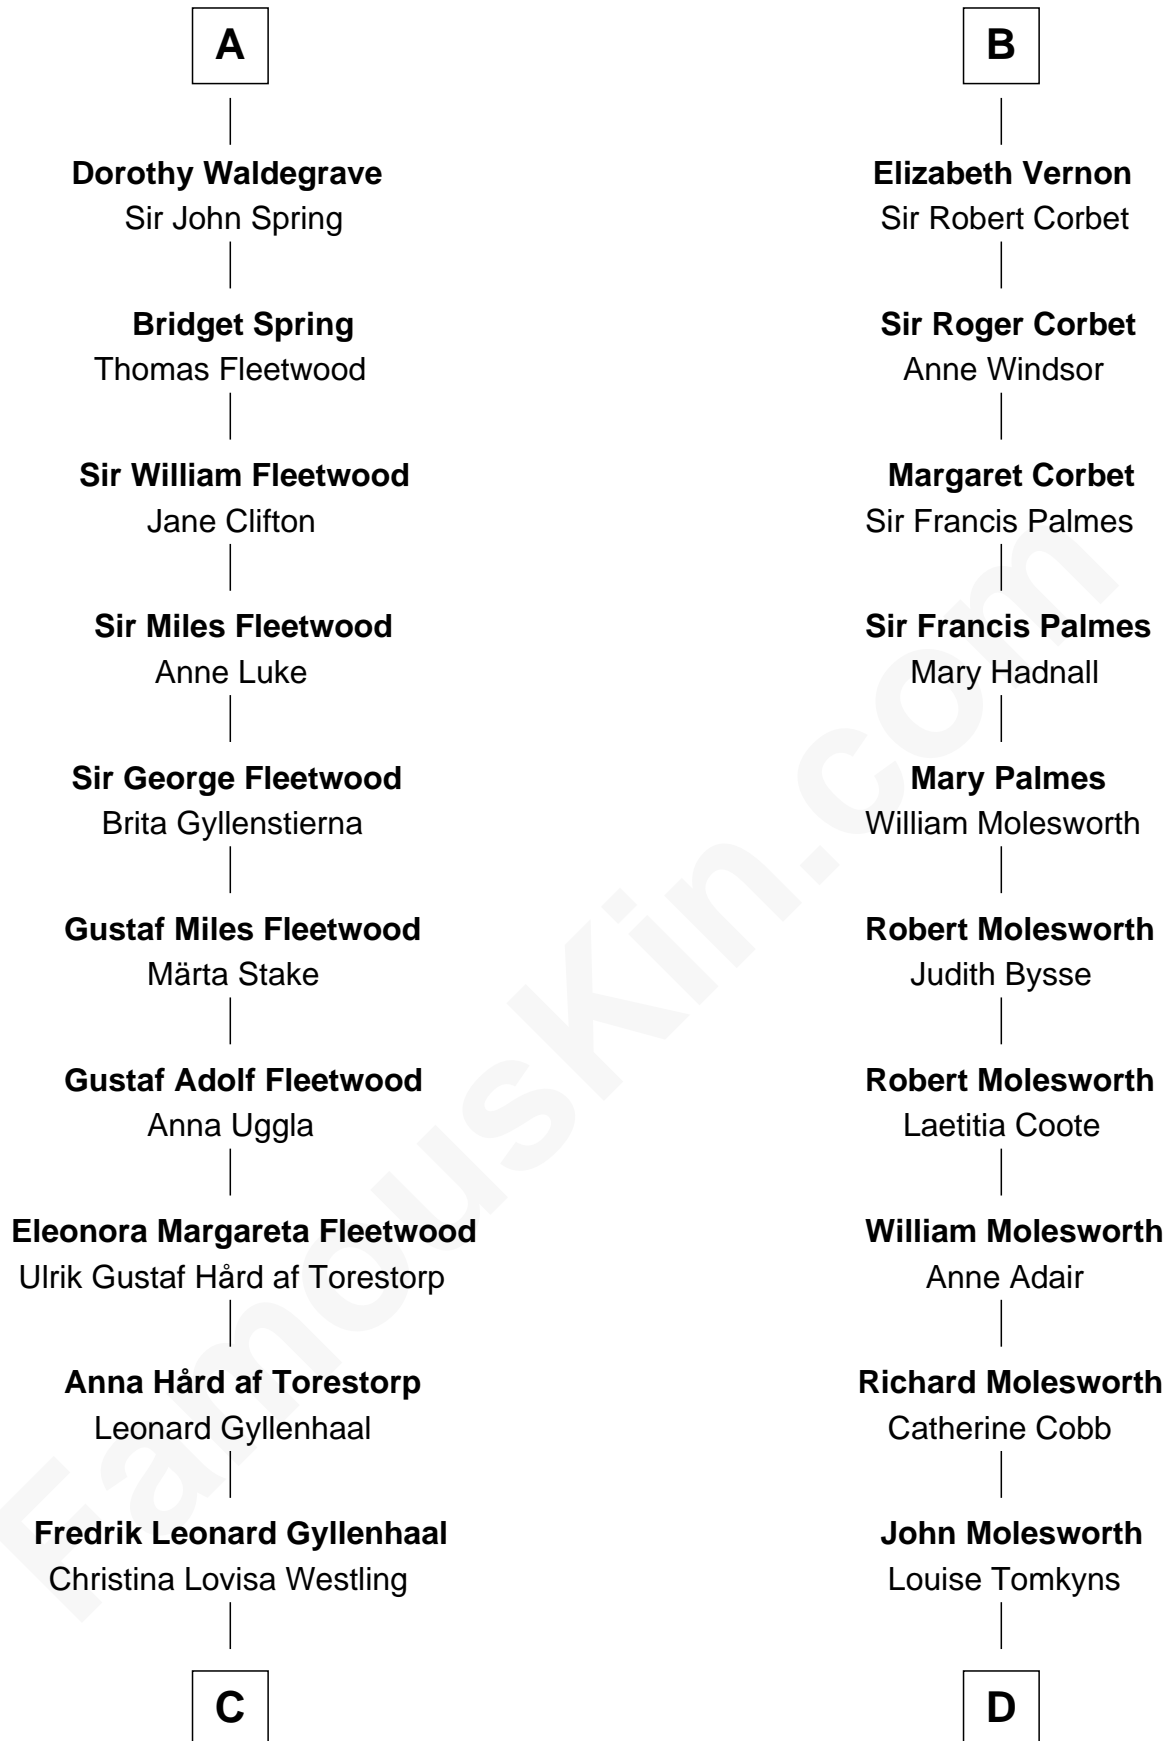 A
Dorothy Waldegrave
Sir John Spring
Bridget Spring
Thomas Fleetwood
Sir William Fleetwood
Jane Clifton
Sir Miles Fleetwood
Anne Luke
Sir George Fleetwood
Brita Gyllenstierna
Gustaf Miles Fleetwood
Märta Stake
Gustaf Adolf Fleetwood
Anna Uggla
Eleonora Margareta Fleetwood
Ulrik Gustaf Hård af Torestorp
Anna Hård af Torestorp
Leonard Gyllenhaal
Fredrik Leonard Gyllenhaal
Christina Lovisa Westling
C
B
Elizabeth Vernon
Sir Robert Corbet
Sir Roger Corbet
Anne Windsor
Margaret Corbet
Sir Francis Palmes
Sir Francis Palmes
Mary Hadnall
Mary Palmes
William Molesworth
Robert Molesworth
Judith Bysse
Robert Molesworth
Laetitia Coote
William Molesworth
Anne Adair
Richard Molesworth
Catherine Cobb
John Molesworth
Louise Tomkyns
D
FamousKin.com